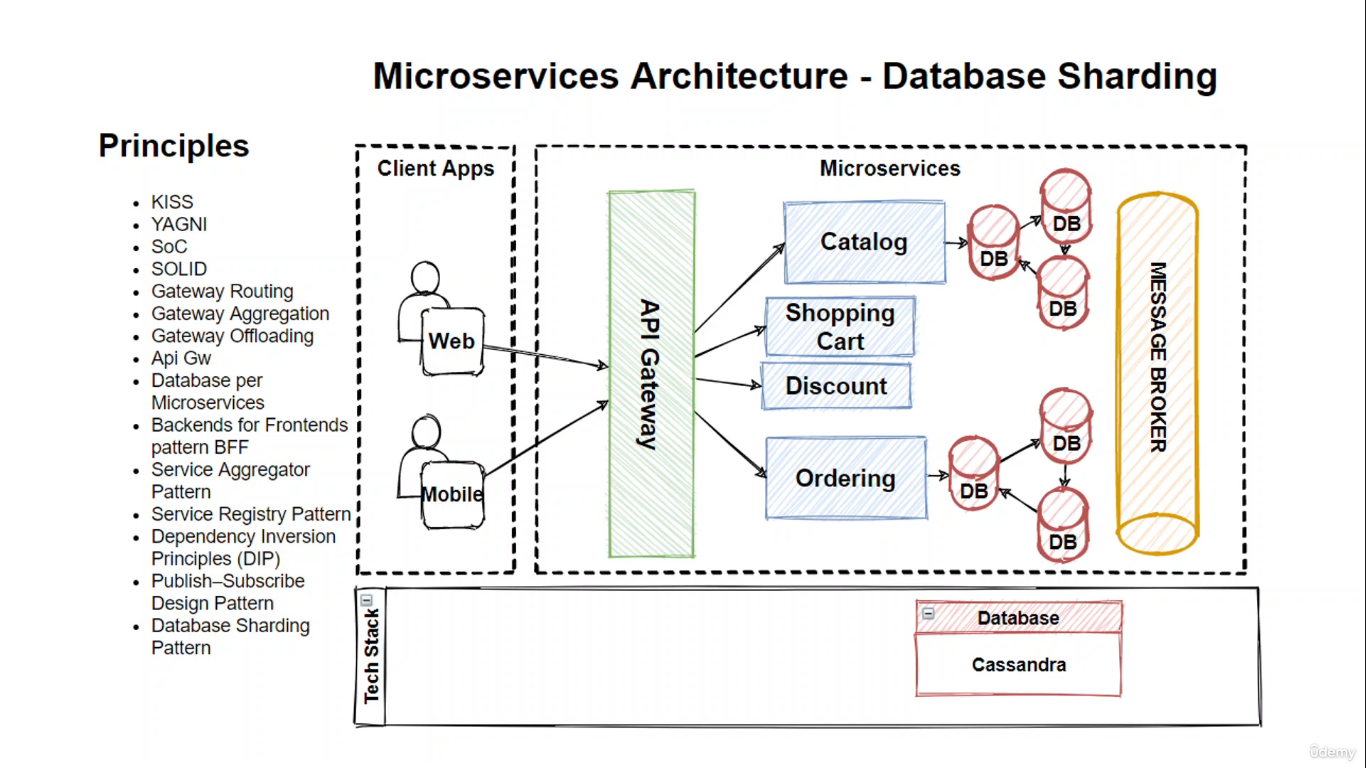 Microservices Architecture - Database Sharding
Principles
KISS
YAGNI
SoC
SOLID
Gateway Routing
Gateway Aggregation
Gateway Offloading
Api Gw
Database per
Microservices
Backends for Frontends
pattern BFF
Service Aggregator
Pattern
Service Registry Pattern
Dependency Inversion
Principles (DIP)
Publish–Subscribe
Design Pattern
Database Sharding
Pattern
Client Apps
Web
Mobile
Microservices
API Gateway
Catalog
Shopping
Cart
Discount
Ordering
DB
DB
DB
DB
DB
DB
MESSAGE BROKER
Tech Stack
Database
Cassandra
ûdemy